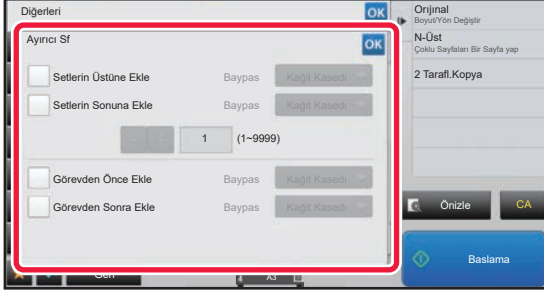 Diğerleri
OK
Orijinal
Boyut/Yön Değiştir
Ayırıcı Sf
OK
N-Üst
Çoklu Sayfaları Bir Sayfa yap
Setlerin Üstüne Ekle
Baypas
Kağıt Kasedi
2 Tarafl.Kopya
Setlerin Sonuna Ekle
Baypas
Kağıt Kasedi
1
(1~9999)
Görevden Önce Ekle
Baypas
Kağıt Kasedi
Görevden Sonra Ekle
Baypas
Kağıt Kasedi
Önizle
CA
Baslama
Geri
4
A3